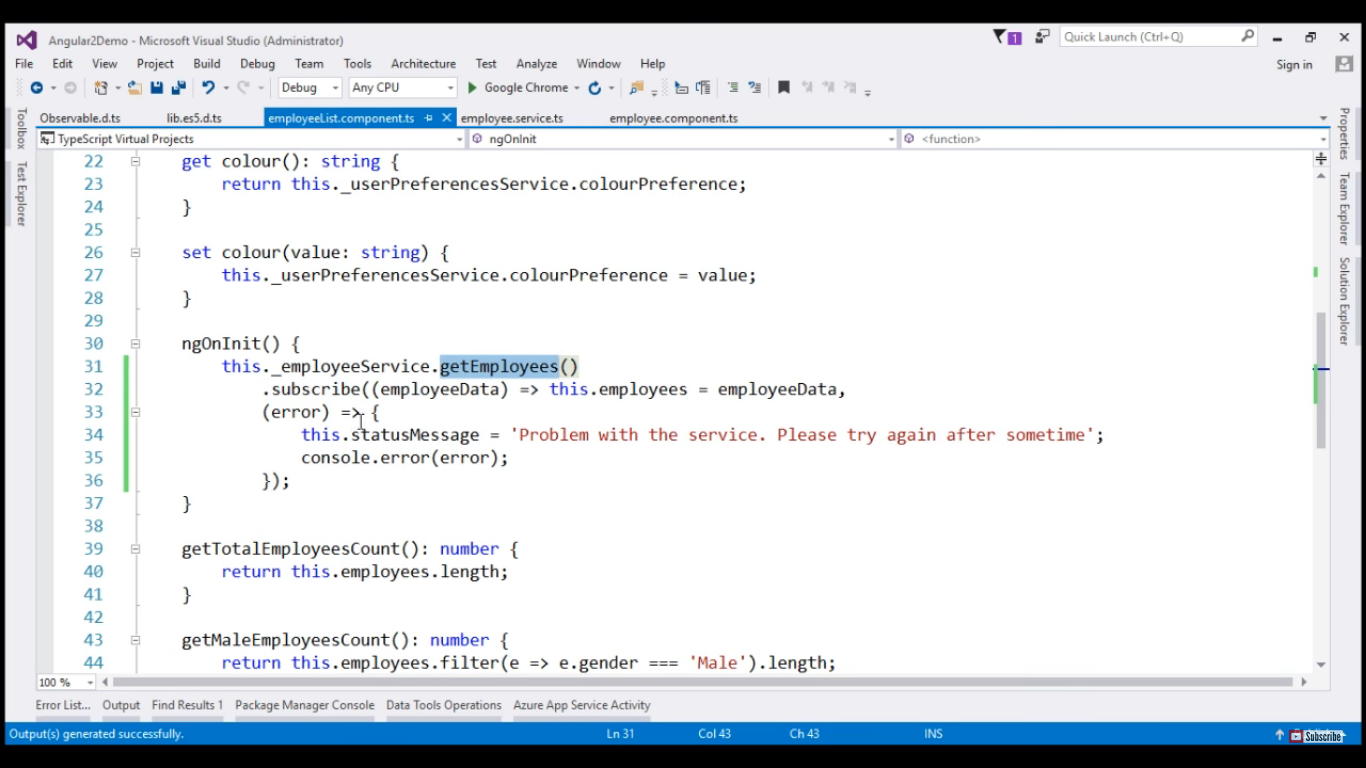 Angular2Demo - Microsoft Visual Studio (Administrator) 1 Quick Launch (Ctrl+Q)
File Edit View Project Build Debug Team Tools Architecture Test Analyze Window Help Sign in
Debug Any CPU Google Chrome
Toolbox
Test Explorer
Observable.d.ts lib.es5.d.ts employeeList.component.ts employee.service.ts employee.component.ts
TypeScript Virtual Projects ngOnInit <function>
22 get colour(): string {
23 return this._userPreferencesService.colourPreference;
24 }
25
26 set colour(value: string) {
27 this._userPreferencesService.colourPreference = value;
28 }
29
30 ngOnInit() {
31 this._employeeService.getEmployees()
32 .subscribe((employeeData) => this.employees = employeeData,
33 (error) => {
34 this.statusMessage = 'Problem with the service. Please try again after sometime';
35 console.error(error);
36 });
37 }
38
39 getTotalEmployeesCount(): number {
40 return this.employees.length;
41 }
42
43 getMaleEmployeesCount(): number {
44 return this.employees.filter(e => e.gender === 'Male').length;
Properties
Team Explorer
Solution Explorer
100 %
Error List... Output Find Results 1 Package Manager Console Data Tools Operations Azure App Service Activity
Output(s) generated successfully. Ln 31 Col 43 Ch 43 INS Subscribe